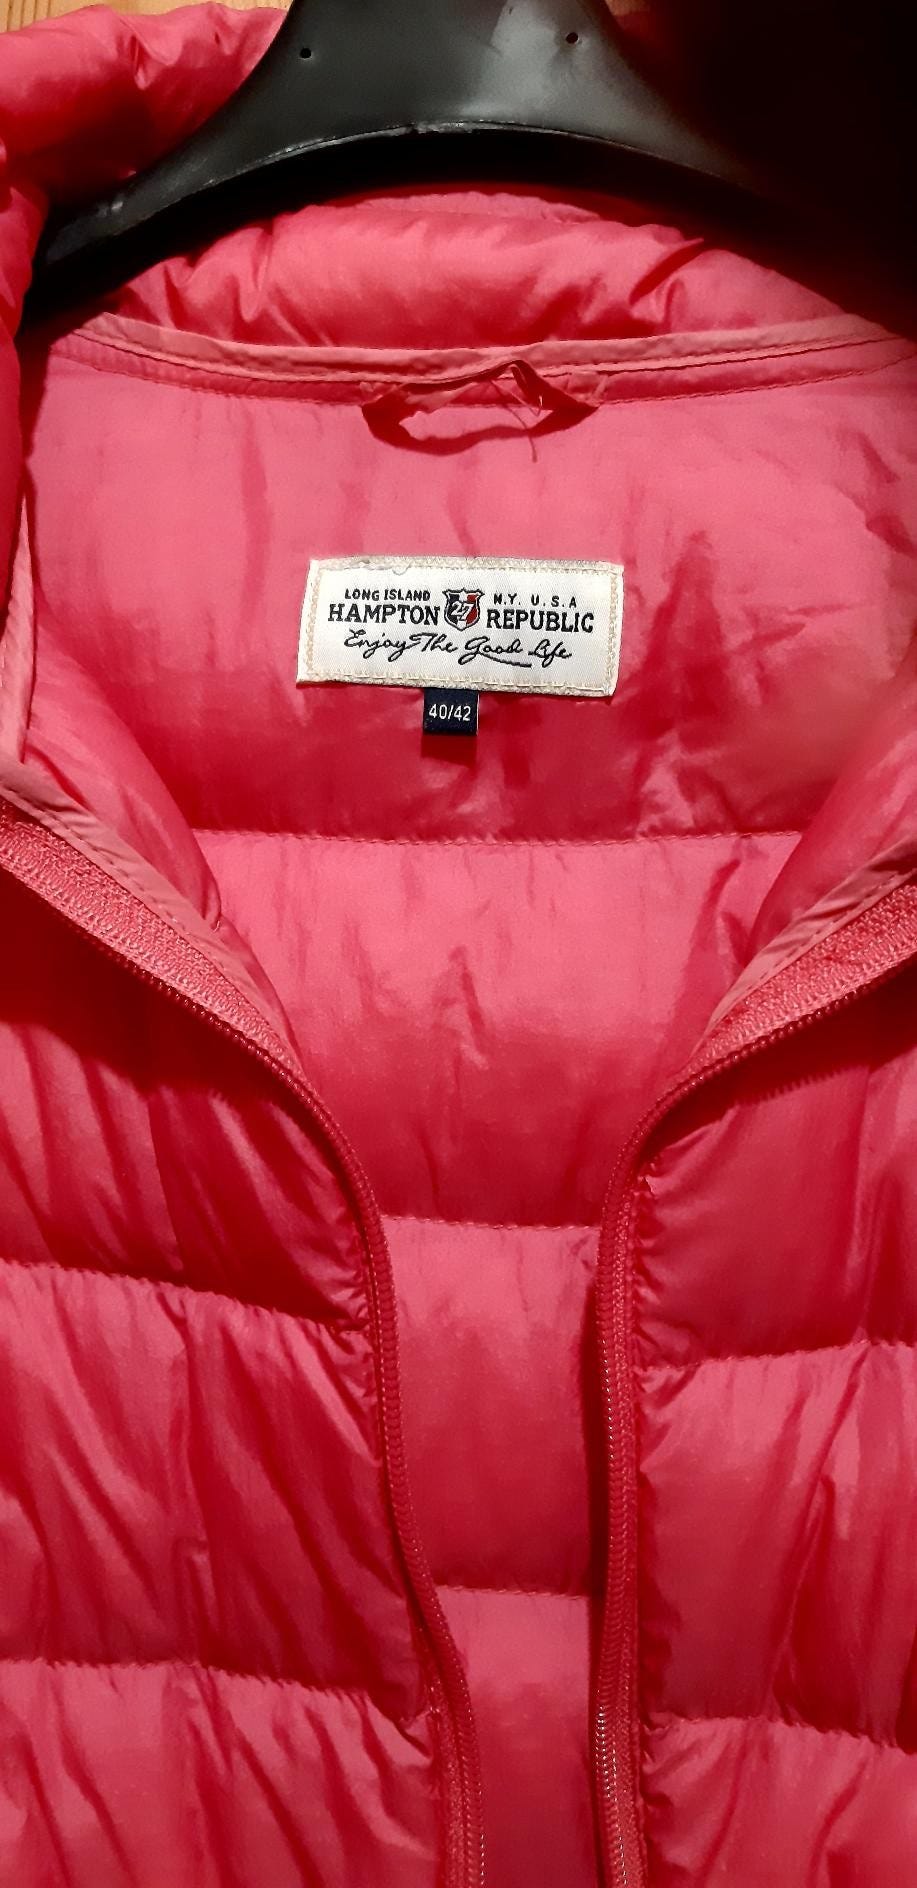 LONG ISLAND 27 N.Y. U.S.A
HAMPTON REPUBLIC
Enjoy The Good Life
40/42